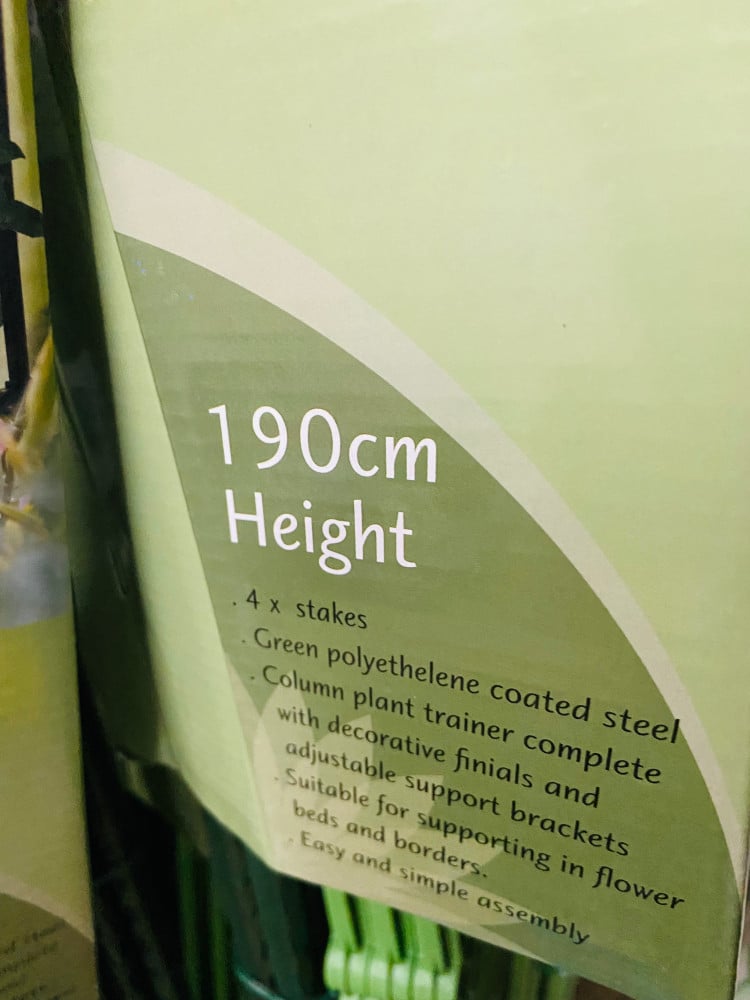 190cm
Height
. 4 x stakes
. Green polyethelene coated steel
. Column plant trainer complete
with decorative finials and
adjustable support brackets
. Suitable for supporting in flower
beds and borders.
. Easy and simple assembly